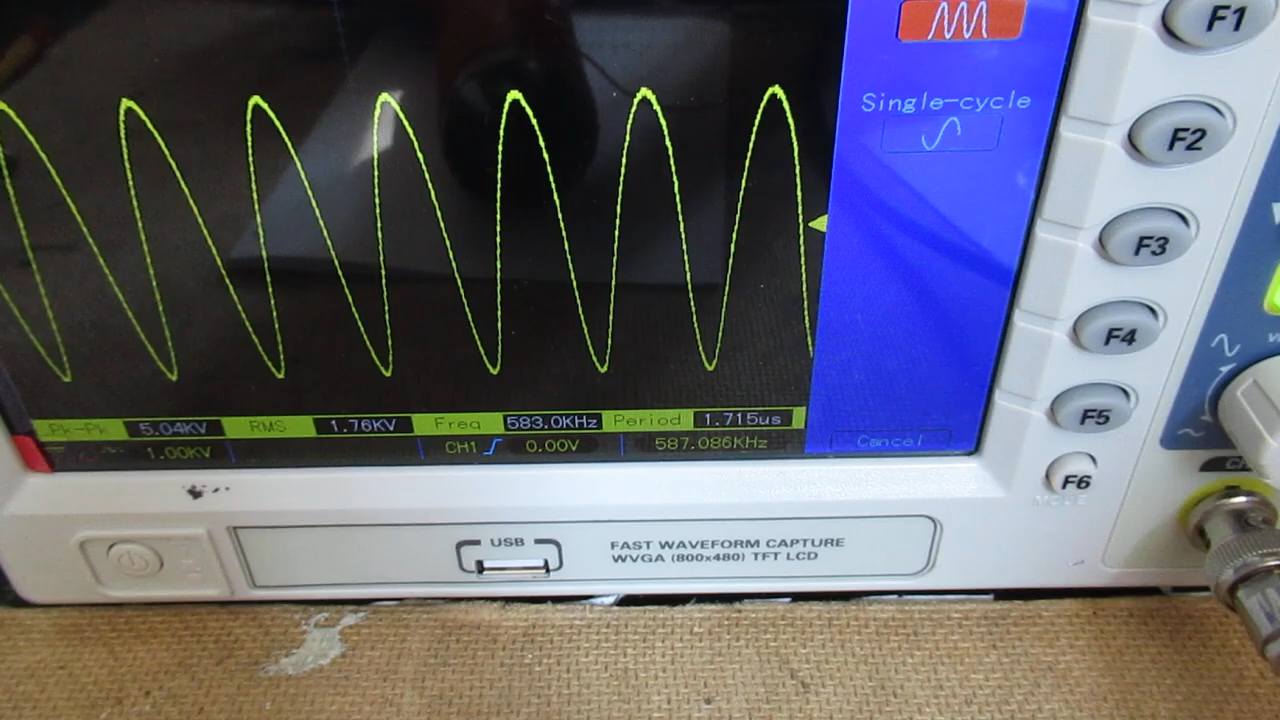 F1
Single-cycle
F2
F3
F4
F5
F6
Pk-Pk 5.04KV RMS 1.76KV Freq 583.0KHz Period 1.715us
1.00KV CH1 0.00V 587.086KHz
Cancel
USB
FAST WAVEFORM CAPTURE
WVGA (800x480) TFT LCD